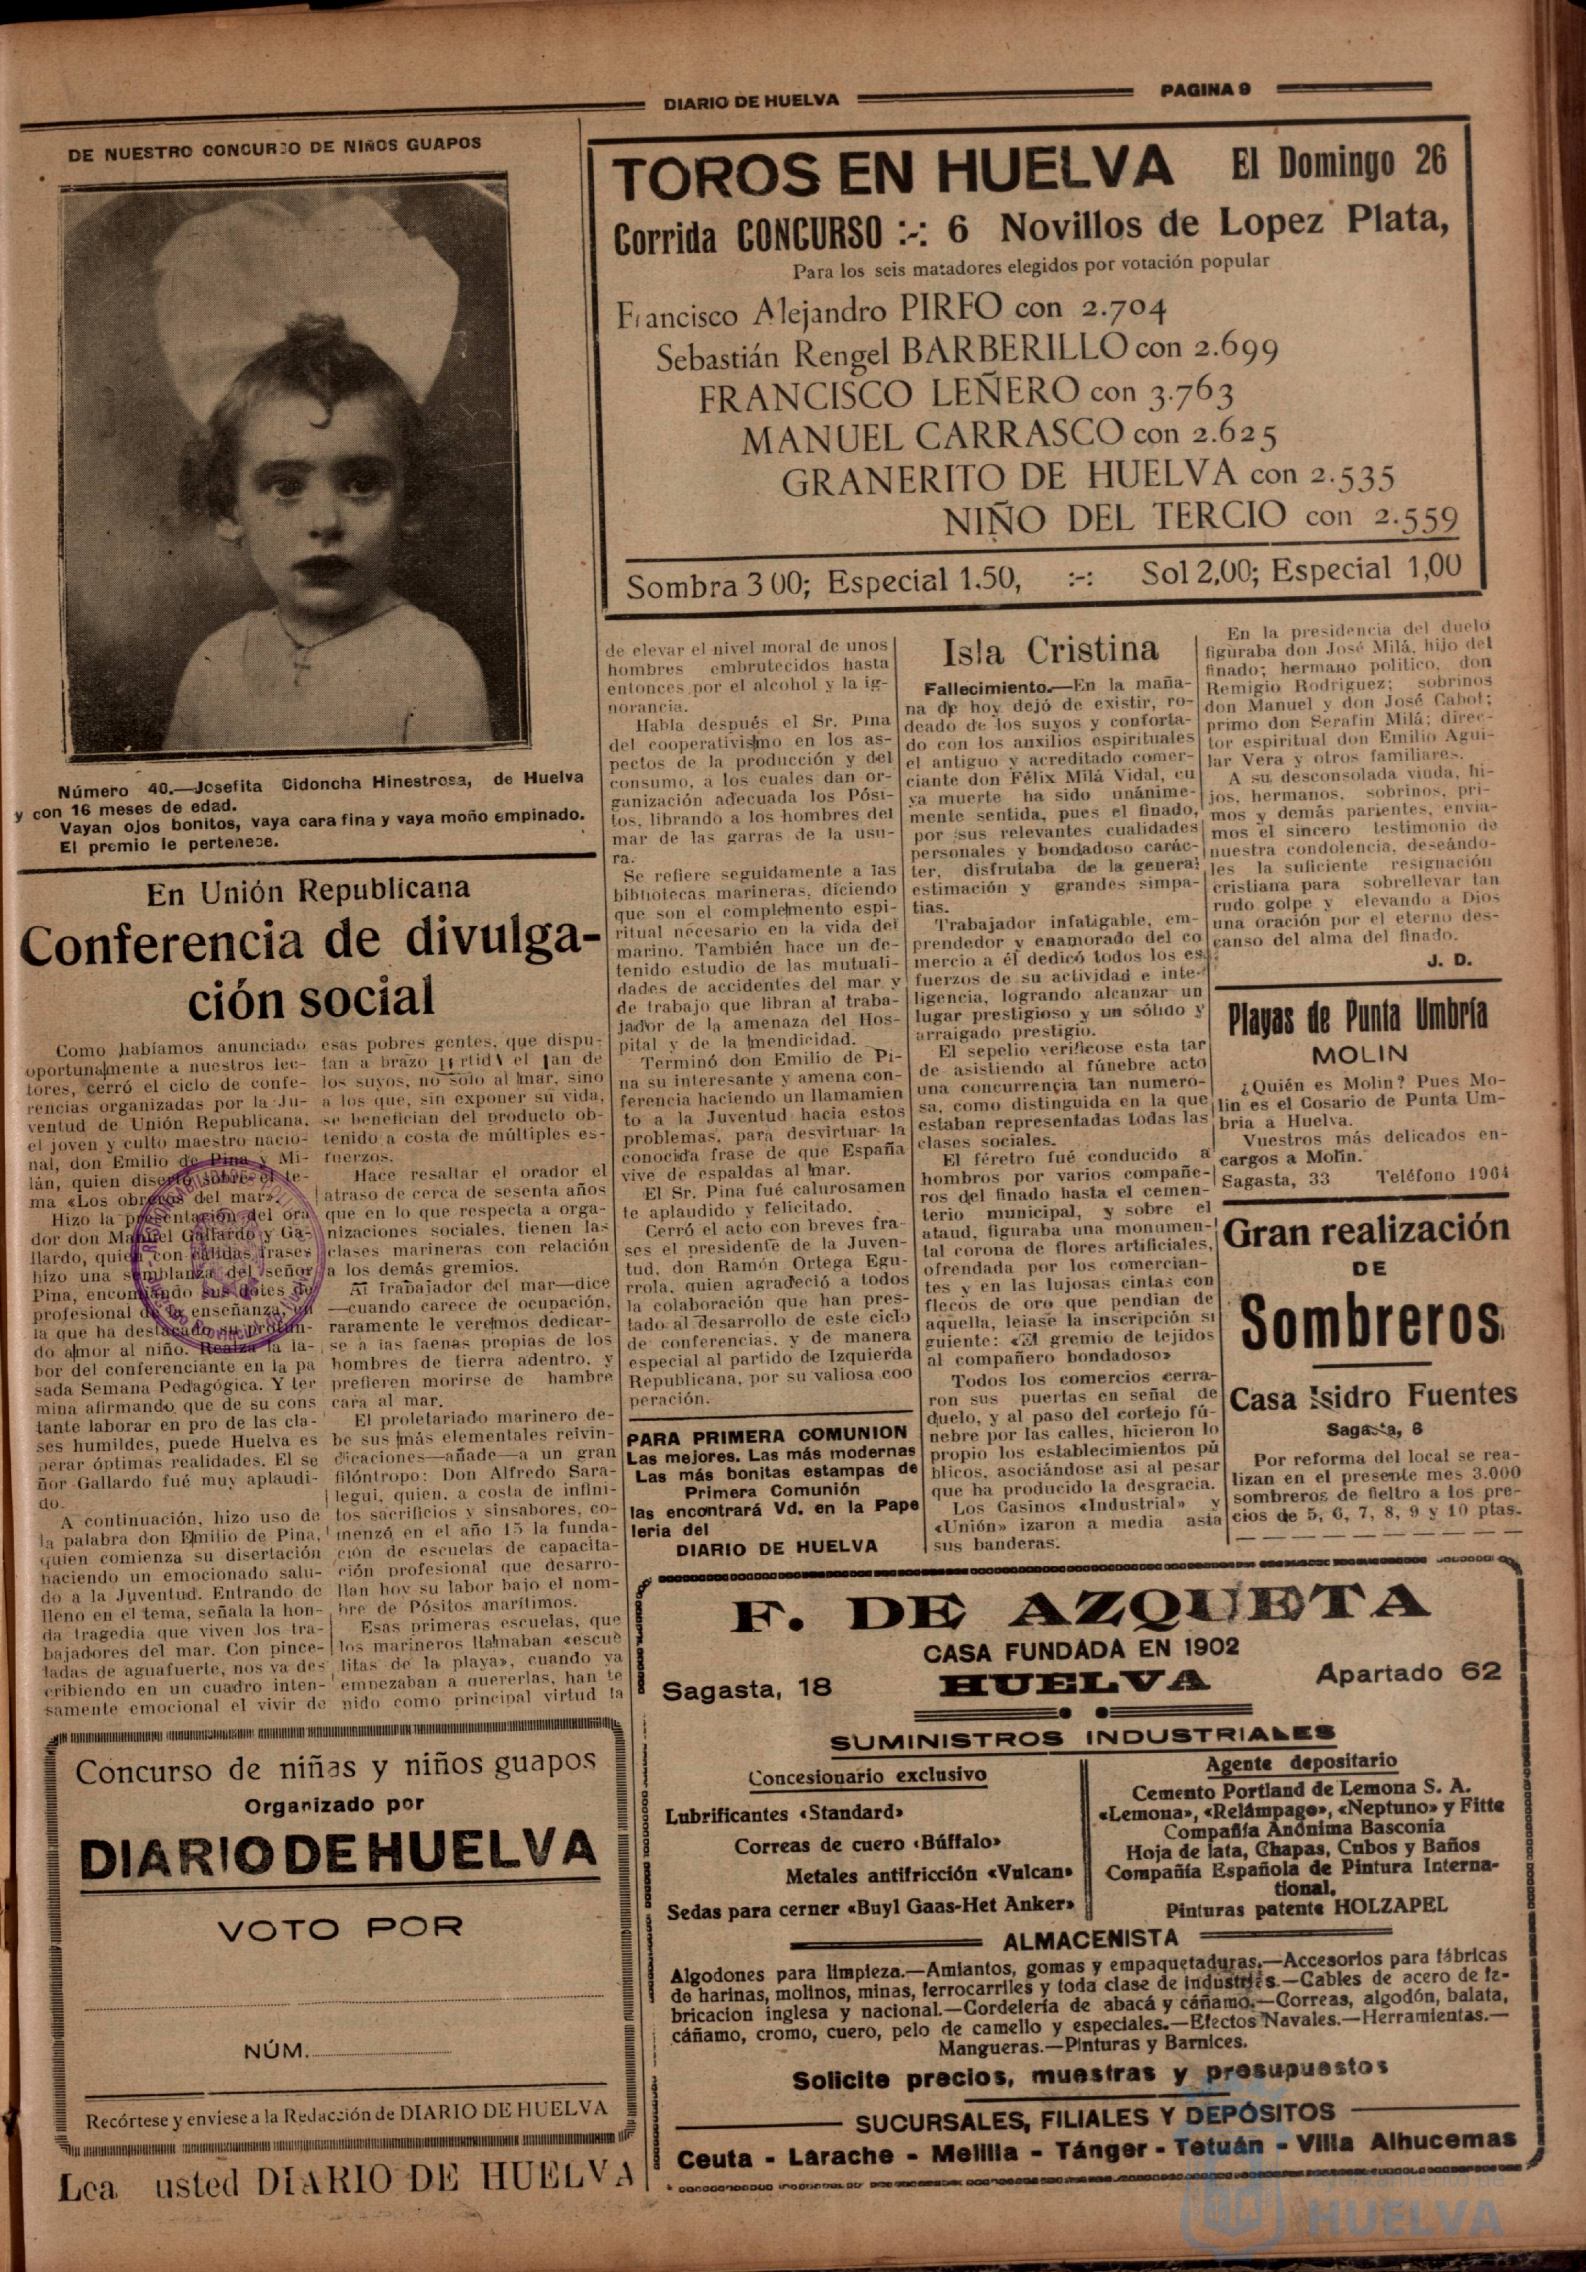 DIARIO DE HUELVA
PAGINA 9
DE NUESTRO CONCURSO DE NIÑOS GUAPOS
Número 40.—Josefita Cidoncha Hinestrosa, de Huelva
y con 16 meses de edad.
Vayan ojos bonitos, vaya cara fina y vaya moño empinado.
El premio le pertenece.
TOROS EN HUELVA El Domingo 26
Corrida CONCURSO :-: 6 Novillos de Lopez Plata,
Para los seis matadores elegidos por votación popular
Francisco Alejandro PIRFO con 2.704
Sebastián Rengel BARBERILLO con 2.699
FRANCISCO LEÑERO con 3.763
MANUEL CARRASCO con 2.625
GRANERITO DE HUELVA con 2.535
NIÑO DEL TERCIO con 2.559
Sombra 3 00; Especial 1.50, :-: Sol 2,00; Especial 1,00
En Unión Republicana
Conferencia de divulga-
ción social
Como habíamos anunciado
oportunamente a nuestros lec-
tores, cerró el ciclo de confe-
rencias organizadas por la Ju-
ventud de Unión Republicana,
el joven y culto maestro nacio-
nal, don Emilio de Pina y Mi-
lán, quien disertó sobre el te-
ma «Los obreros del mar».
Hizo la presentación del ora
dor don Manuel Gallardo y Ga-
llardo, quien con cálidas frases
hizo una semblanza del señor
Pina, encomiando sus dotes de
profesional de la enseñanza, en
la que ha destacado su profun-
do amor al niño. Realza la la-
bor del conferenciante en la pa
sada Semana Pedagógica. Y ter
mina afirmando que de su cons
tante laborar en pro de las cla-
ses humildes, puede Huelva es
perar óptimas realidades. El se
ñor Gallardo fué muy aplaudi-
do.
A continuación, hizo uso de
la palabra don Emilio de Pina,
quien comienza su disertación
haciendo un emocionado salu-
do a la Juventud. Entrando de
lleno en el tema, señala la hon-
da tragedia que viven los tra-
bajadores del mar. Con pince-
ladas de aguafuerte, nos va des
cribiendo en un cuadro inten-
samente emocional el vivir de
esas pobres gentes, que dispu-
tan a brazo partido el pan de
los suyos, no sólo al mar, sino
a los que, sin exponer su vida,
se benefician del producto ob-
tenido a costa de múltiples es-
fuerzos.
Hace resaltar el orador el
atraso de cerca de sesenta años
que en lo que respecta a orga-
nizaciones sociales, tienen las
clases marineras con relación
a los demás gremios.
Al trabajador del mar—dice
—cuando carece de ocupación,
raramente le veremos dedicar-
se a las faenas propias de los
hombres de tierra adentro, y
prefieren morirse de hambre
cara al mar.
El proletariado marinero de-
be sus más elementales reivin-
dicaciones—añade—a un gran
filóntropo: Don Alfredo Sara-
legui, quien, a costa de infini-
tos sacrificios y sinsabores, co-
menzó en el año 15 la funda-
ción de escuelas de capacita-
ción profesional que desarro-
llan hoy su labor bajo el nom-
bre de Pósitos marítimos.
Esas primeras escuelas, que
los marineros llamaban «escue
litas de la playa», cuando ya
empezaban a quererlas, han te
nido como principal virtud la
de elevar el nivel moral de unos
hombres embrutecidos hasta
entonces por el alcohol y la ig-
norancia.
Habla después el Sr. Pina
del cooperativismo en los as-
pectos de la producción y del
consumo, a los cuales dan or-
ganización adecuada los Pósi-
tos, librando a los hombres del
mar de las garras de la usu-
ra.
Se refiere seguidamente a las
bibliotecas marineras, diciendo
que son el complemento espi-
ritual necesario en la vida del
marino. También hace un de-
tenido estudio de las mutuali-
dades de accidentes del mar y
de trabajo que libran al traba-
jador de la amenaza del Hos-
pital y de la mendicidad.
Terminó don Emilio de Pi-
na su interesante y amena con-
ferencia haciendo un llamamien
to a la Juventud hacia estos
problemas, para desvirtuar la
conocida frase de que España
vive de espaldas al mar.
El Sr. Pina fué calurosamen
te aplaudido y felicitado.
Cerró el acto con breves fra-
ses el presidente de la Juven-
tud, don Ramón Ortega Egu-
rrola, quien agradeció a todos
la colaboración que han pres-
tado al desarrollo de este ciclo
de conferencias, y de manera
especial al partido de Izquierda
Republicana, por su valiosa coo
peración.
PARA PRIMERA COMUNION
Las mejores. Las más modernas
Las más bonitas estampas de
Primera Comunión
las encontrará Vd. en la Pape
leria del
DIARIO DE HUELVA
Isla Cristina
Fallecimiento.—En la maña-
na de hoy dejó de existir, ro-
deado de los suyos y conforta-
do con los auxilios espirituales
el antiguo y acreditado comer-
ciante don Félix Milá Vidal, cu
ya muerte ha sido unánime-
mente sentida, pues el finado,
por sus relevantes cualidades
personales y bondadoso carác-
ter, disfrutaba de la general
estimación y grandes simpa-
tias.
Trabajador infatigable, em-
prendedor y enamorado del co
mercio a él dedicó todos los es
fuerzos de su actividad e inte-
ligencia, logrando alcanzar un
lugar prestigioso y un sólido y
arraigado prestigio.
El sepelio verificose esta tar
de asistiendo al fúnebre acto
una concurrencia tan numero-
sa, como distinguida en la que
estaban representadas todas las
clases sociales.
El féretro fué conducido a
hombros por varios compañe-
ros del finado hasta el cemen-
terio municipal, y sobre el
ataud, figuraba una monumen-
tal corona de flores artificiales,
ofrendada por los comercian-
tes y en las lujosas cintas con
flecos de oro que pendian de
aquella, leiase la inscripción si
guiente: «El gremio de tejidos
al compañero bondadoso»
Todos los comercios cerra-
ron sus puertas en señal de
duelo, y al paso del cortejo fú-
nebre por las calles, hicieron lo
propio los establecimientos pú
blicos, asociándose asi al pesar
que ha producido la desgracia.
Los Casinos «Industrial» y
«Unión» izaron a media asta
sus banderas.
En la presidencia del duelo
figuraba don José Milá, hijo del
finado; hermano politico, don
Remigio Rodriguez; sobrinos
don Manuel y don José Cabot;
primo don Serafin Milá; direc-
tor espiritual don Emilio Agui-
lar Vera y otros familiares.
A su desconsolada viuda, hi-
jos, hermanos, sobrinos, pri-
mos y demás parientes, envia-
mos el sincero testimonio de
nuestra condolencia, deseándo-
les la suficiente resignación
cristiana para sobrellevar tan
rudo golpe y elevando a Dios
una oración por el eterno des-
canso del alma del finado.
J. D.
Playas de Punta Umbría
MOLIN
¿Quién es Molin? Pues Mo-
lin es el Cosario de Punta Um-
bria a Huelva.
Vuestros más delicados en-
cargos a Molin.
Sagasta, 33 Teléfono 1964
Gran realización
DE
Sombreros
Casa Isidro Fuentes
Sagasta, 6
Por reforma del local se rea-
lizan en el presente mes 3.000
sombreros de fieltro a los pre-
cios de 5, 6, 7, 8, 9 y 10 ptas.
Concurso de niñas y niños guapos
Organizado por
DIARIO DE HUELVA
VOTO POR
NÚM.
Recórtese y enviese a la Redacción de DIARIO DE HUELVA
Lea usted DIARIO DE HUELVA
F. DE AZQUETA
CASA FUNDADA EN 1902
Sagasta, 18 HUELVA Apartado 62
SUMINISTROS INDUSTRIALES
Concesionario exclusivo
Lubrificantes «Standard»
Correas de cuero «Búffalo»
Metales antifricción «Vulcan»
Sedas para cerner «Buyl Gaas-Het Anker»
Agente depositario
Cemento Portland de Lemona S. A.
«Lemona», «Relámpago», «Neptuno» y Fitte
Compañía Anónima Basconia
Hoja de lata, Chapas, Cubos y Baños
Compañía Española de Pintura Interna-
tional.
Pinturas patente HOLZAPEL
ALMACENISTA
Algodones para limpieza.—Amiantos, gomas y empaquetaduras.—Accesorios para fábricas
de harinas, molinos, minas, ferrocarriles y toda clase de industries.—Cables de acero de fa-
bricacion inglesa y nacional.—Cordelería de abacá y cáñamo.—Correas, algodón, balata,
cáñamo, cromo, cuero, pelo de camello y especiales.—Efectos Navales.—Herramientas.—
Mangueras.—Pinturas y Barnices.
Solicite precios, muestras y presupuestos
SUCURSALES, FILIALES Y DEPÓSITOS
Ceuta - Larache - Melilla - Tánger - Tetuán - Villa Alhucemas
Ayuntamiento de
HUELVA